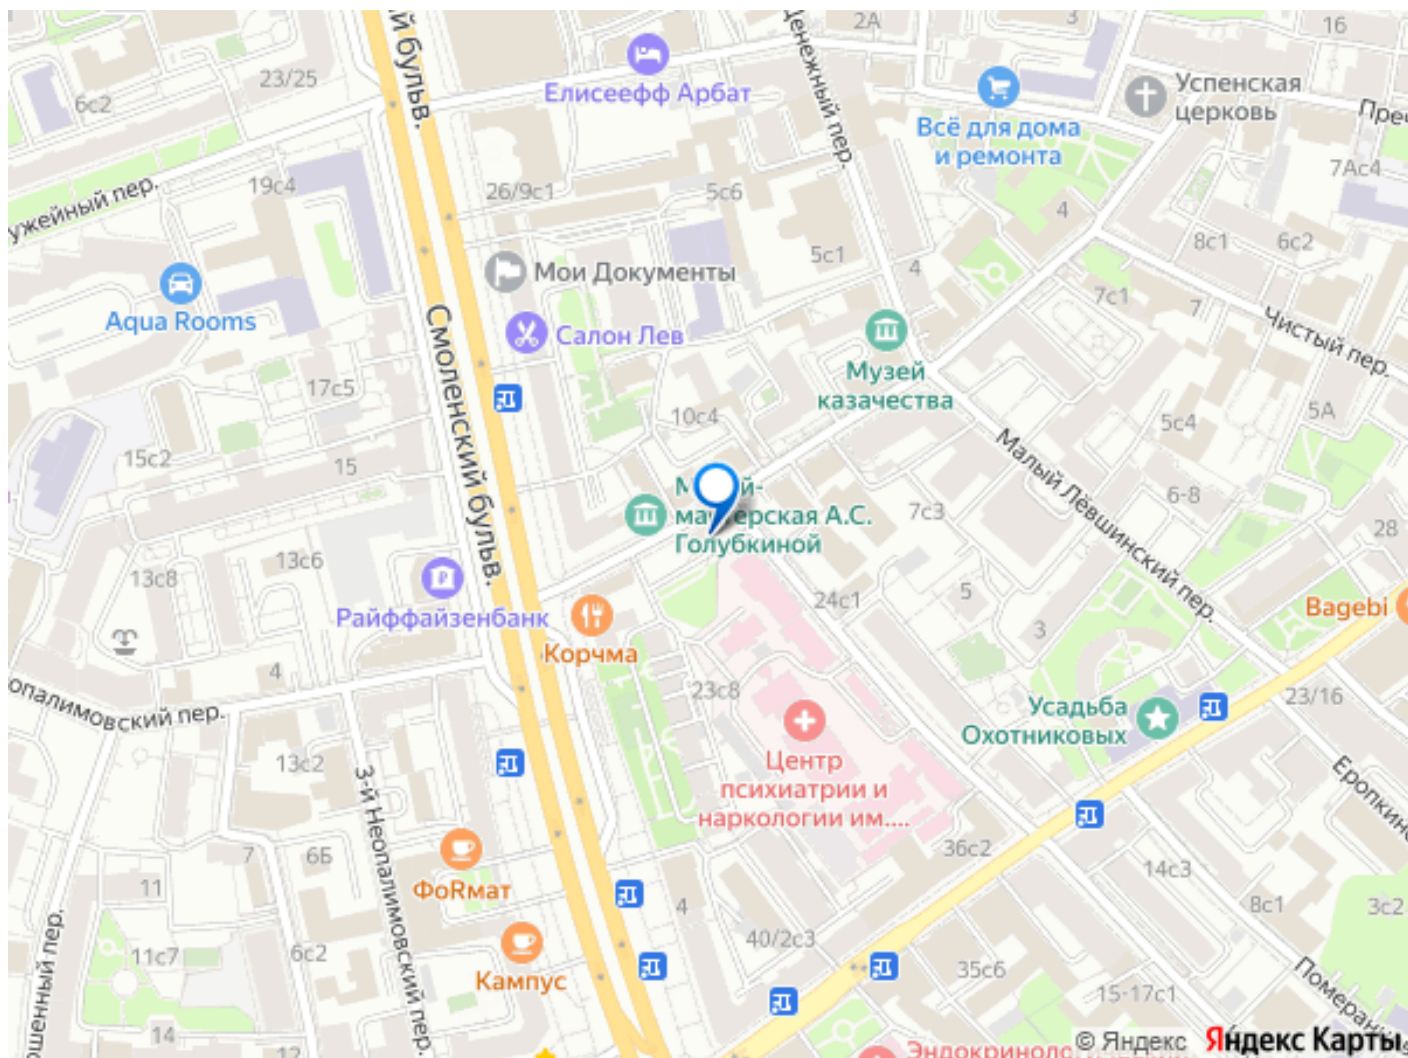 й бульв.
2А
3
16
Денежный пер.
23/25
6с2
Елисеефф Арбат
Успенская
церковь
Всё для дома
и ремонта
7Ас4
ужейный пер.
19с4
26/9с1
5с6
4
5с1
4
8с1
6с2
Мои Документы
Aqua Rooms
7с1
7
Чистый пер.
Салон Лев
Смоленский бульв.
Музей
казачества
17с5
10с4
5с4
5А
15с2
15
Малый Лёвшинский пер.
6-8
мастерская А.С.
Голубкиной
7с3
28
13с8
13с6
Райффайзенбанк
24с1
5
3
Bagebi
Корчма
4
23с8
опалимовский пер.
Усадьба
Охотниковых
23/16
13с2
Центр
психиатрии и
наркологии им....
3-й Неопалимовский пер.
7
6Б
11
ФоRмат
36с2
14с3
8с1
3с2
4
40/2с3
11с7
6с2
Кампус
35с6
15-17с1
14
12
© Яндекс
Яндекс Карты